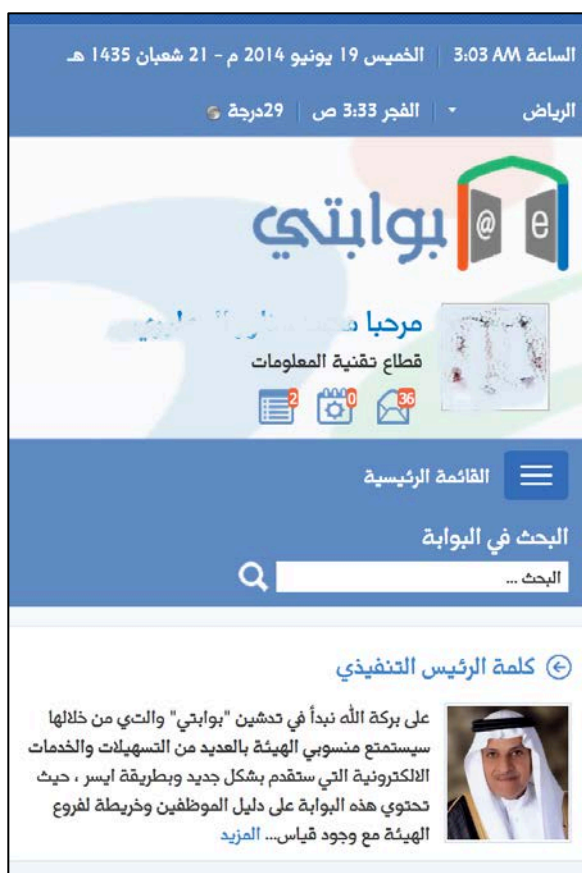 الساعة 3:03 AM | الخميس 19 يونيو 2014 م - 21 شعبان 1435 هـ
الرياض | الفجر 3:33 ص | 29درجة
بوابتي
@ e
مرحبا
قطاع تقنية المعلومات
36 0 2
القائمة الرئيسية
البحث في البوابة
البحث ...
كلمة الرئيس التنفيذي
على بركة الله نبدأ في تدشين "بوابتي" والتي من خلالها
سيستمتع منسوبي الهيئة بالعديد من التسهيلات والخدمات
الالكترونية التي ستقدم بشكل جديد وبطريقة ايسر ، حيث
تحتوي هذه البوابة على دليل الموظفين وخريطة لفروع
الهيئة مع وجود قياس... المزيد